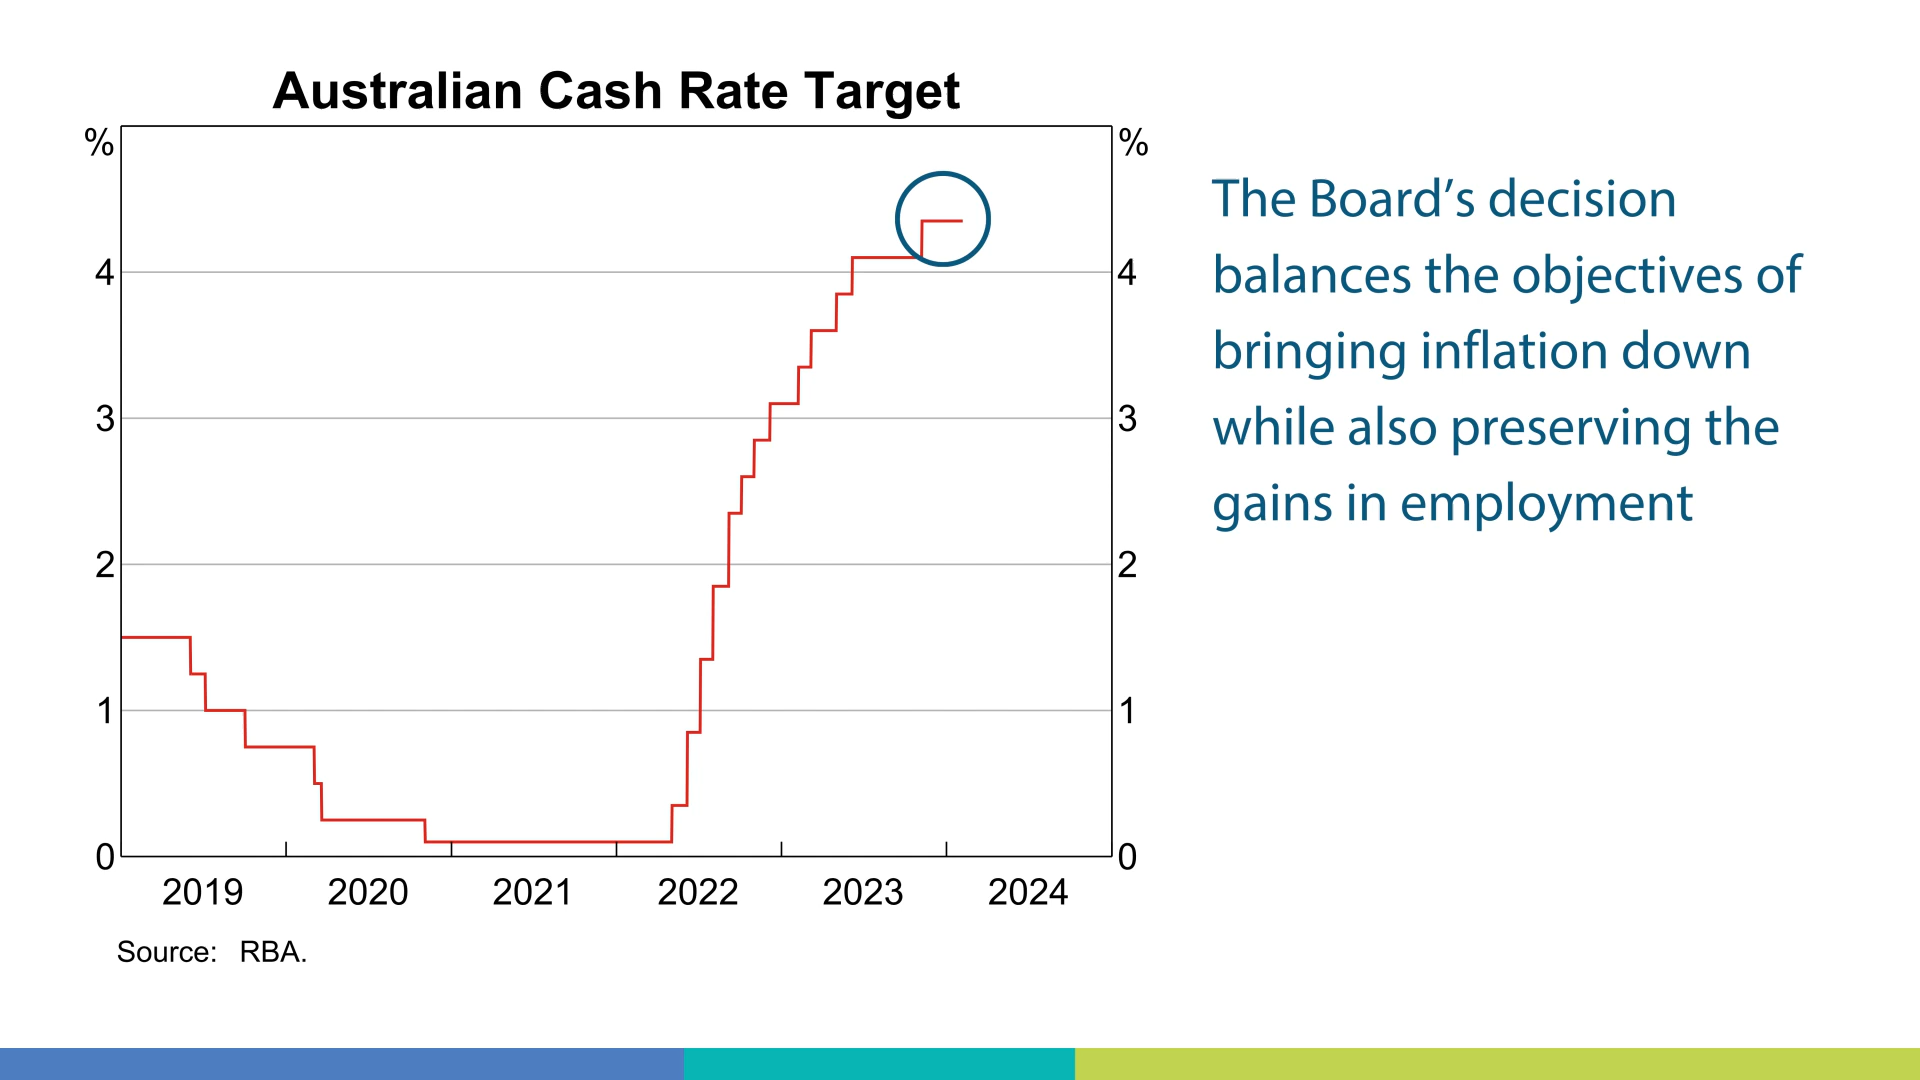 Australian Cash Rate Target
% %
The Board’s decision
balances the objectives of
bringing inflation down
while also preserving the
gains in employment
4 4
3 3
2 2
1 1
0 0
2019 2020 2021 2022 2023 2024
Source: RBA.